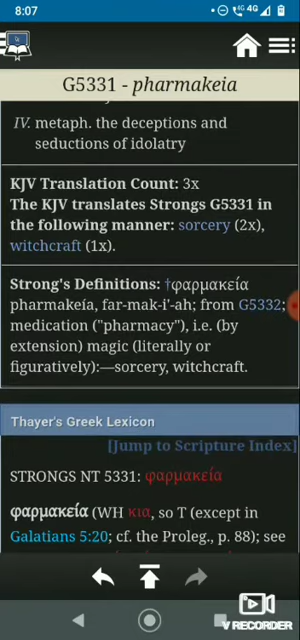 8:07
4G 4G
G5331 - pharmakeia
IV. metaph. the deceptions and
seductions of idolatry
KJV Translation Count: 3x
The KJV translates Strongs G5331 in
the following manner: sorcery (2x),
witchcraft (1x).
Strong's Definitions: †φαρμακεία
pharmakeía, far-mak-i'-ah; from G5332;
medication ("pharmacy"), i.e. (by
extension) magic (literally or
figuratively):—sorcery, witchcraft.
Thayer's Greek Lexicon
[Jump to Scripture Index]
STRONGS NT 5331: φαρμακεία
φαρμακεία (WH κια, so T (except in
Galatians 5:20; cf. the Proleg., p. 88); see
V RECORDER